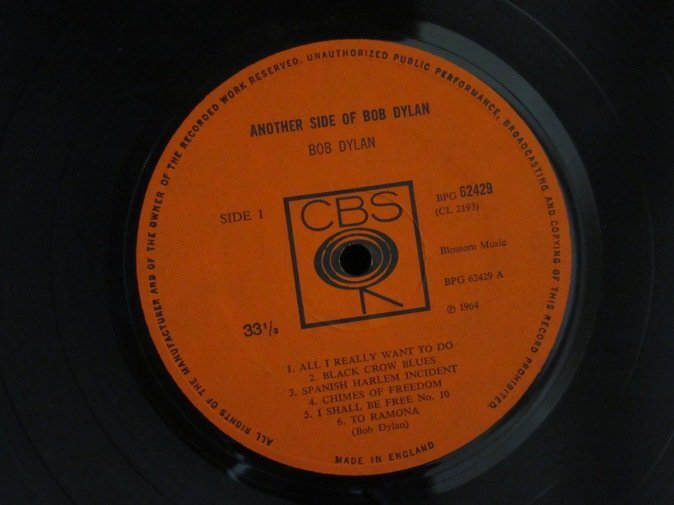 ALL RIGHTS OF THE MANUFACTURER AND OF THE OWNER OF THE RECORDED WORK RESERVED. UNAUTHORIZED PUBLIC PERFORMANCE, BROADCASTING AND COPYING OF THIS RECORD PROHIBITED.
ANOTHER SIDE OF BOB DYLAN
BOB DYLAN
SIDE 1
CBS
BPG 62429
(CL 2193)
Blossom Music
BPG 62429 A
℗ 1964
33 1/3
1. ALL I REALLY WANT TO DO
2. BLACK CROW BLUES
3. SPANISH HARLEM INCIDENT
4. CHIMES OF FREEDOM
5. I SHALL BE FREE No. 10
6. TO RAMONA
(Bob Dylan)
MADE IN ENGLAND